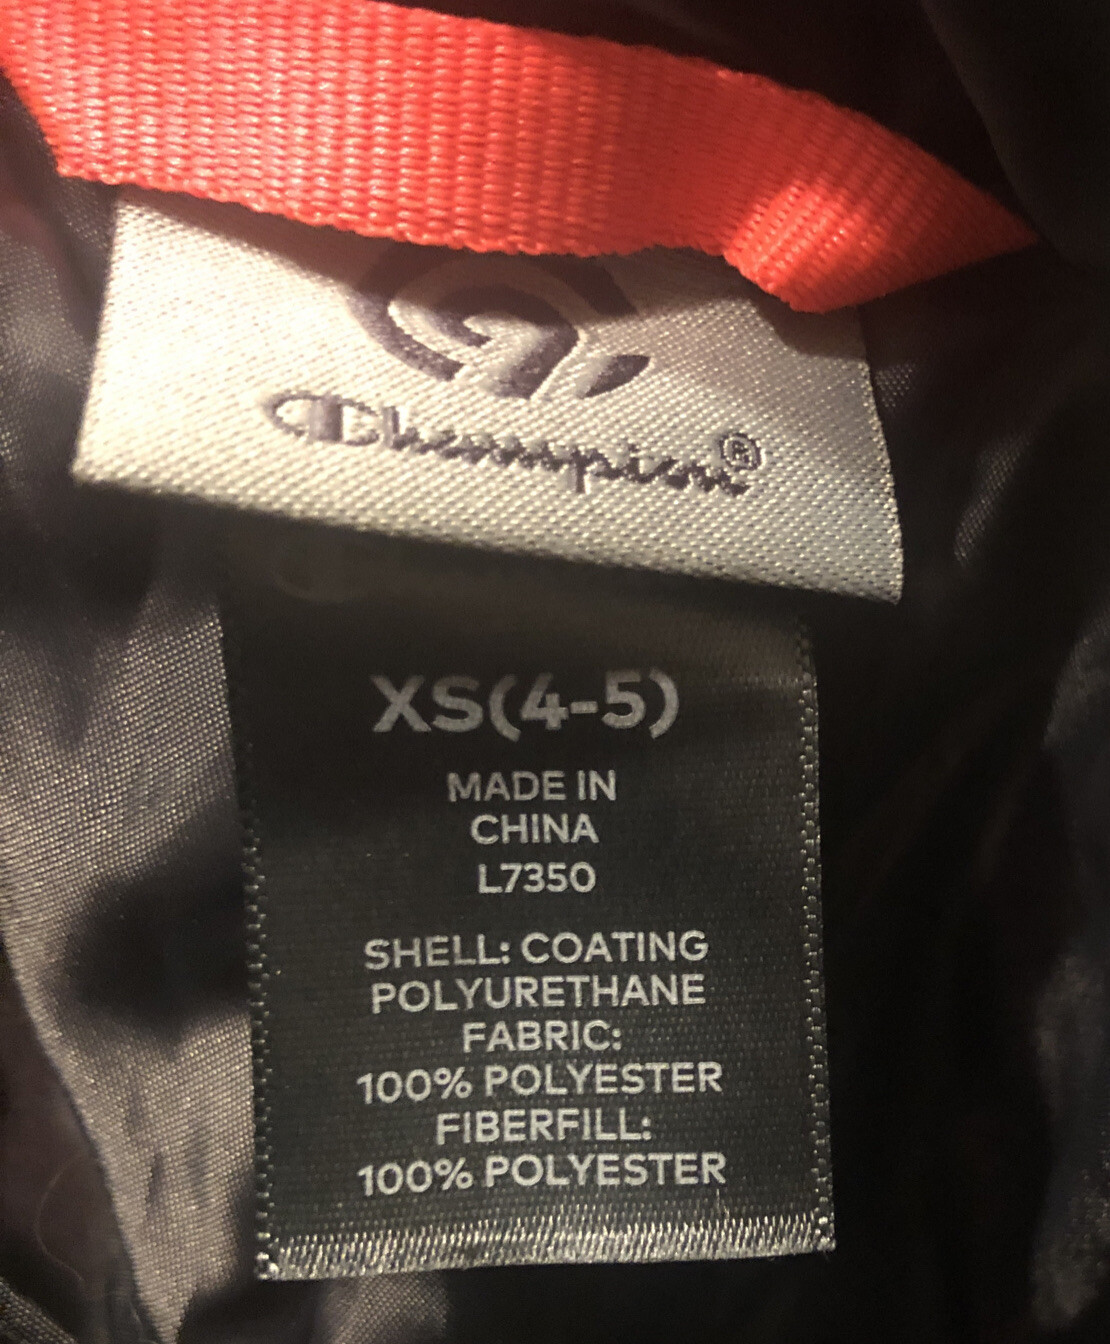 Champion®
XS(4-5)
MADE IN
CHINA
L7350
SHELL: COATING
POLYURETHANE
FABRIC:
100% POLYESTER
FIBERFILL:
100% POLYESTER